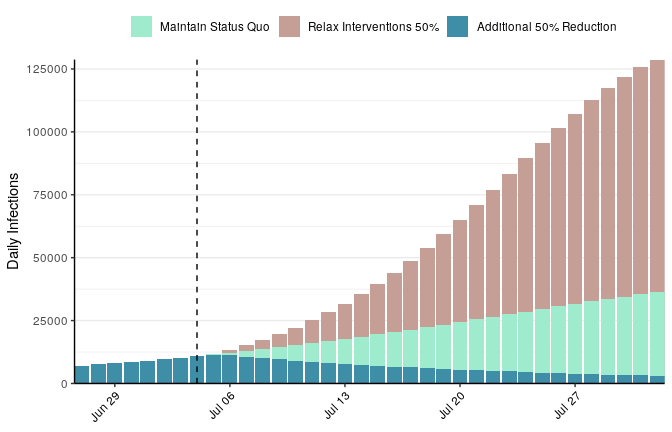 Maintain Status Quo Relax Interventions 50% Additional 50% Reduction
Daily Infections
125000
100000
75000
50000
25000
0
Jun 29 Jul 06 Jul 13 Jul 20 Jul 27